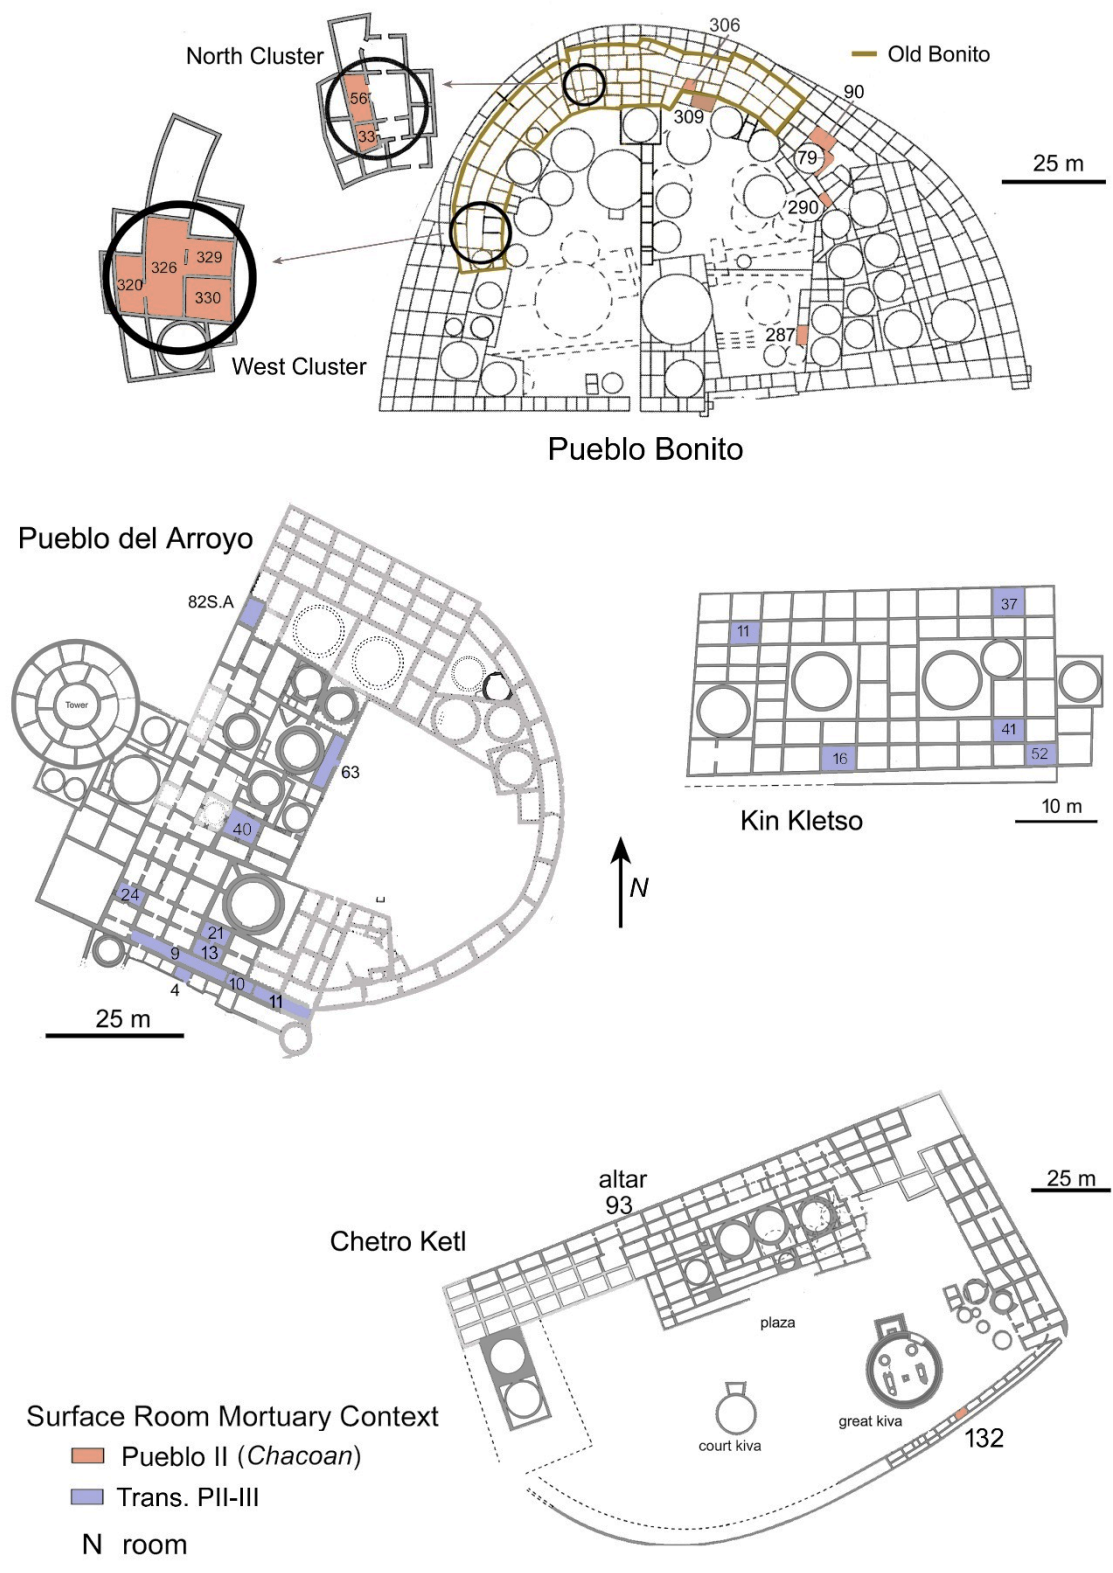 306
North Cluster
Old Bonito
56
90
33
309
79
25 m
290
326
329
320
330
287
West Cluster
Pueblo Bonito
Pueblo del Arroyo
82S.A
37
11
Tower
63
41
16
52
40
Kin Kletso
10 m
N
24
21
13
9
10
4
11
25 m
altar
93
25 m
Chetro Ketl
plaza
great kiva
court kiva
132
Surface Room Mortuary Context
Pueblo II (Chacoan)
Trans. PII-III
N room